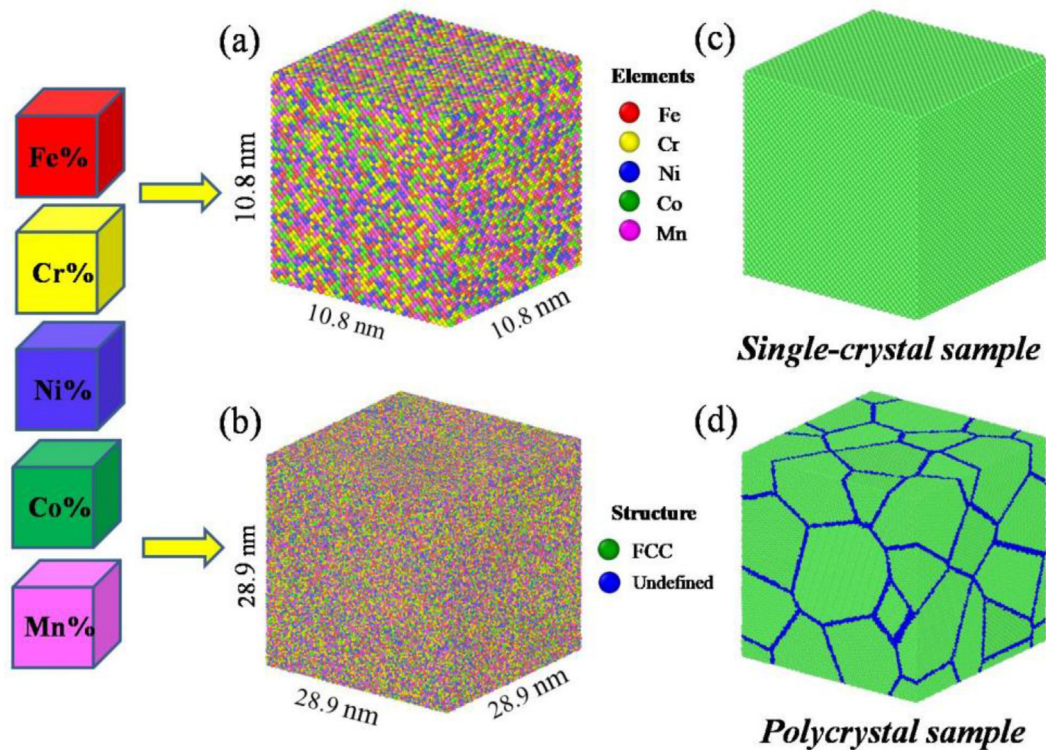 Fe%
Cr%
Ni%
Co%
Mn%
(a)
10.8 nm
10.8 nm
10.8 nm
Elements
Fe
Cr
Ni
Co
Mn
(c)
Single-crystal sample
(b)
28.9 nm
28.9 nm
28.9 nm
Structure
FCC
Undefined
(d)
Polycrystal sample